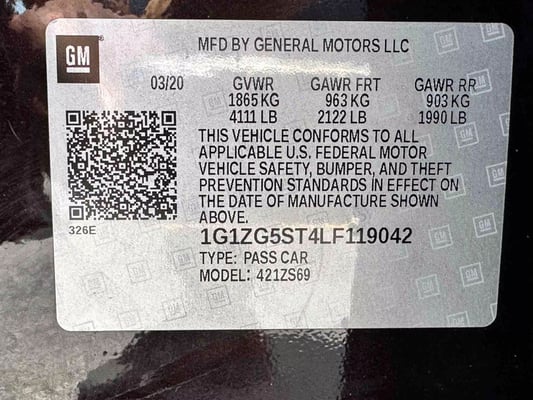 GM
MFD BY GENERAL MOTORS LLC
03/20 GVWR GAWR FRT GAWR RR
1865 KG 963 KG 903 KG
4111 LB 2122 LB 1990 LB
THIS VEHICLE CONFORMS TO ALL
APPLICABLE U.S. FEDERAL MOTOR
VEHICLE SAFETY, BUMPER, AND THEFT
PREVENTION STANDARDS IN EFFECT ON
THE DATE OF MANUFACTURE SHOWN
ABOVE.
326E
1G1ZG5ST4LF119042
TYPE: PASS CAR
MODEL: 421ZS69